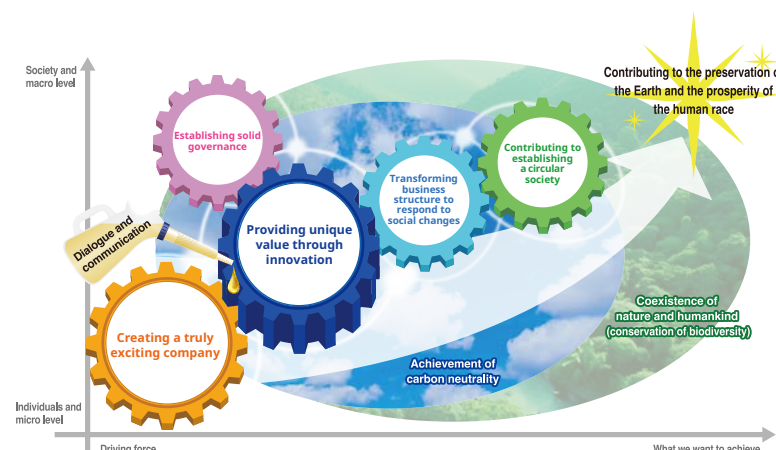 Society and
macro level
Contributing to the preservation
the Earth and the prosperity of
the human race
Establishing solid
governance
Contributing to
establishing
a circular
society
Transforming
business
structure to
respond to
social changes
Dialogue and
communication
Providing unique
value through
innovation
Creating a truly
exciting company
Coexistence of
nature and humankind
(conservation of biodiversity)
Achievement of
carbon neutrality
Individuals and
micro level
Driving force
What we want to achieve